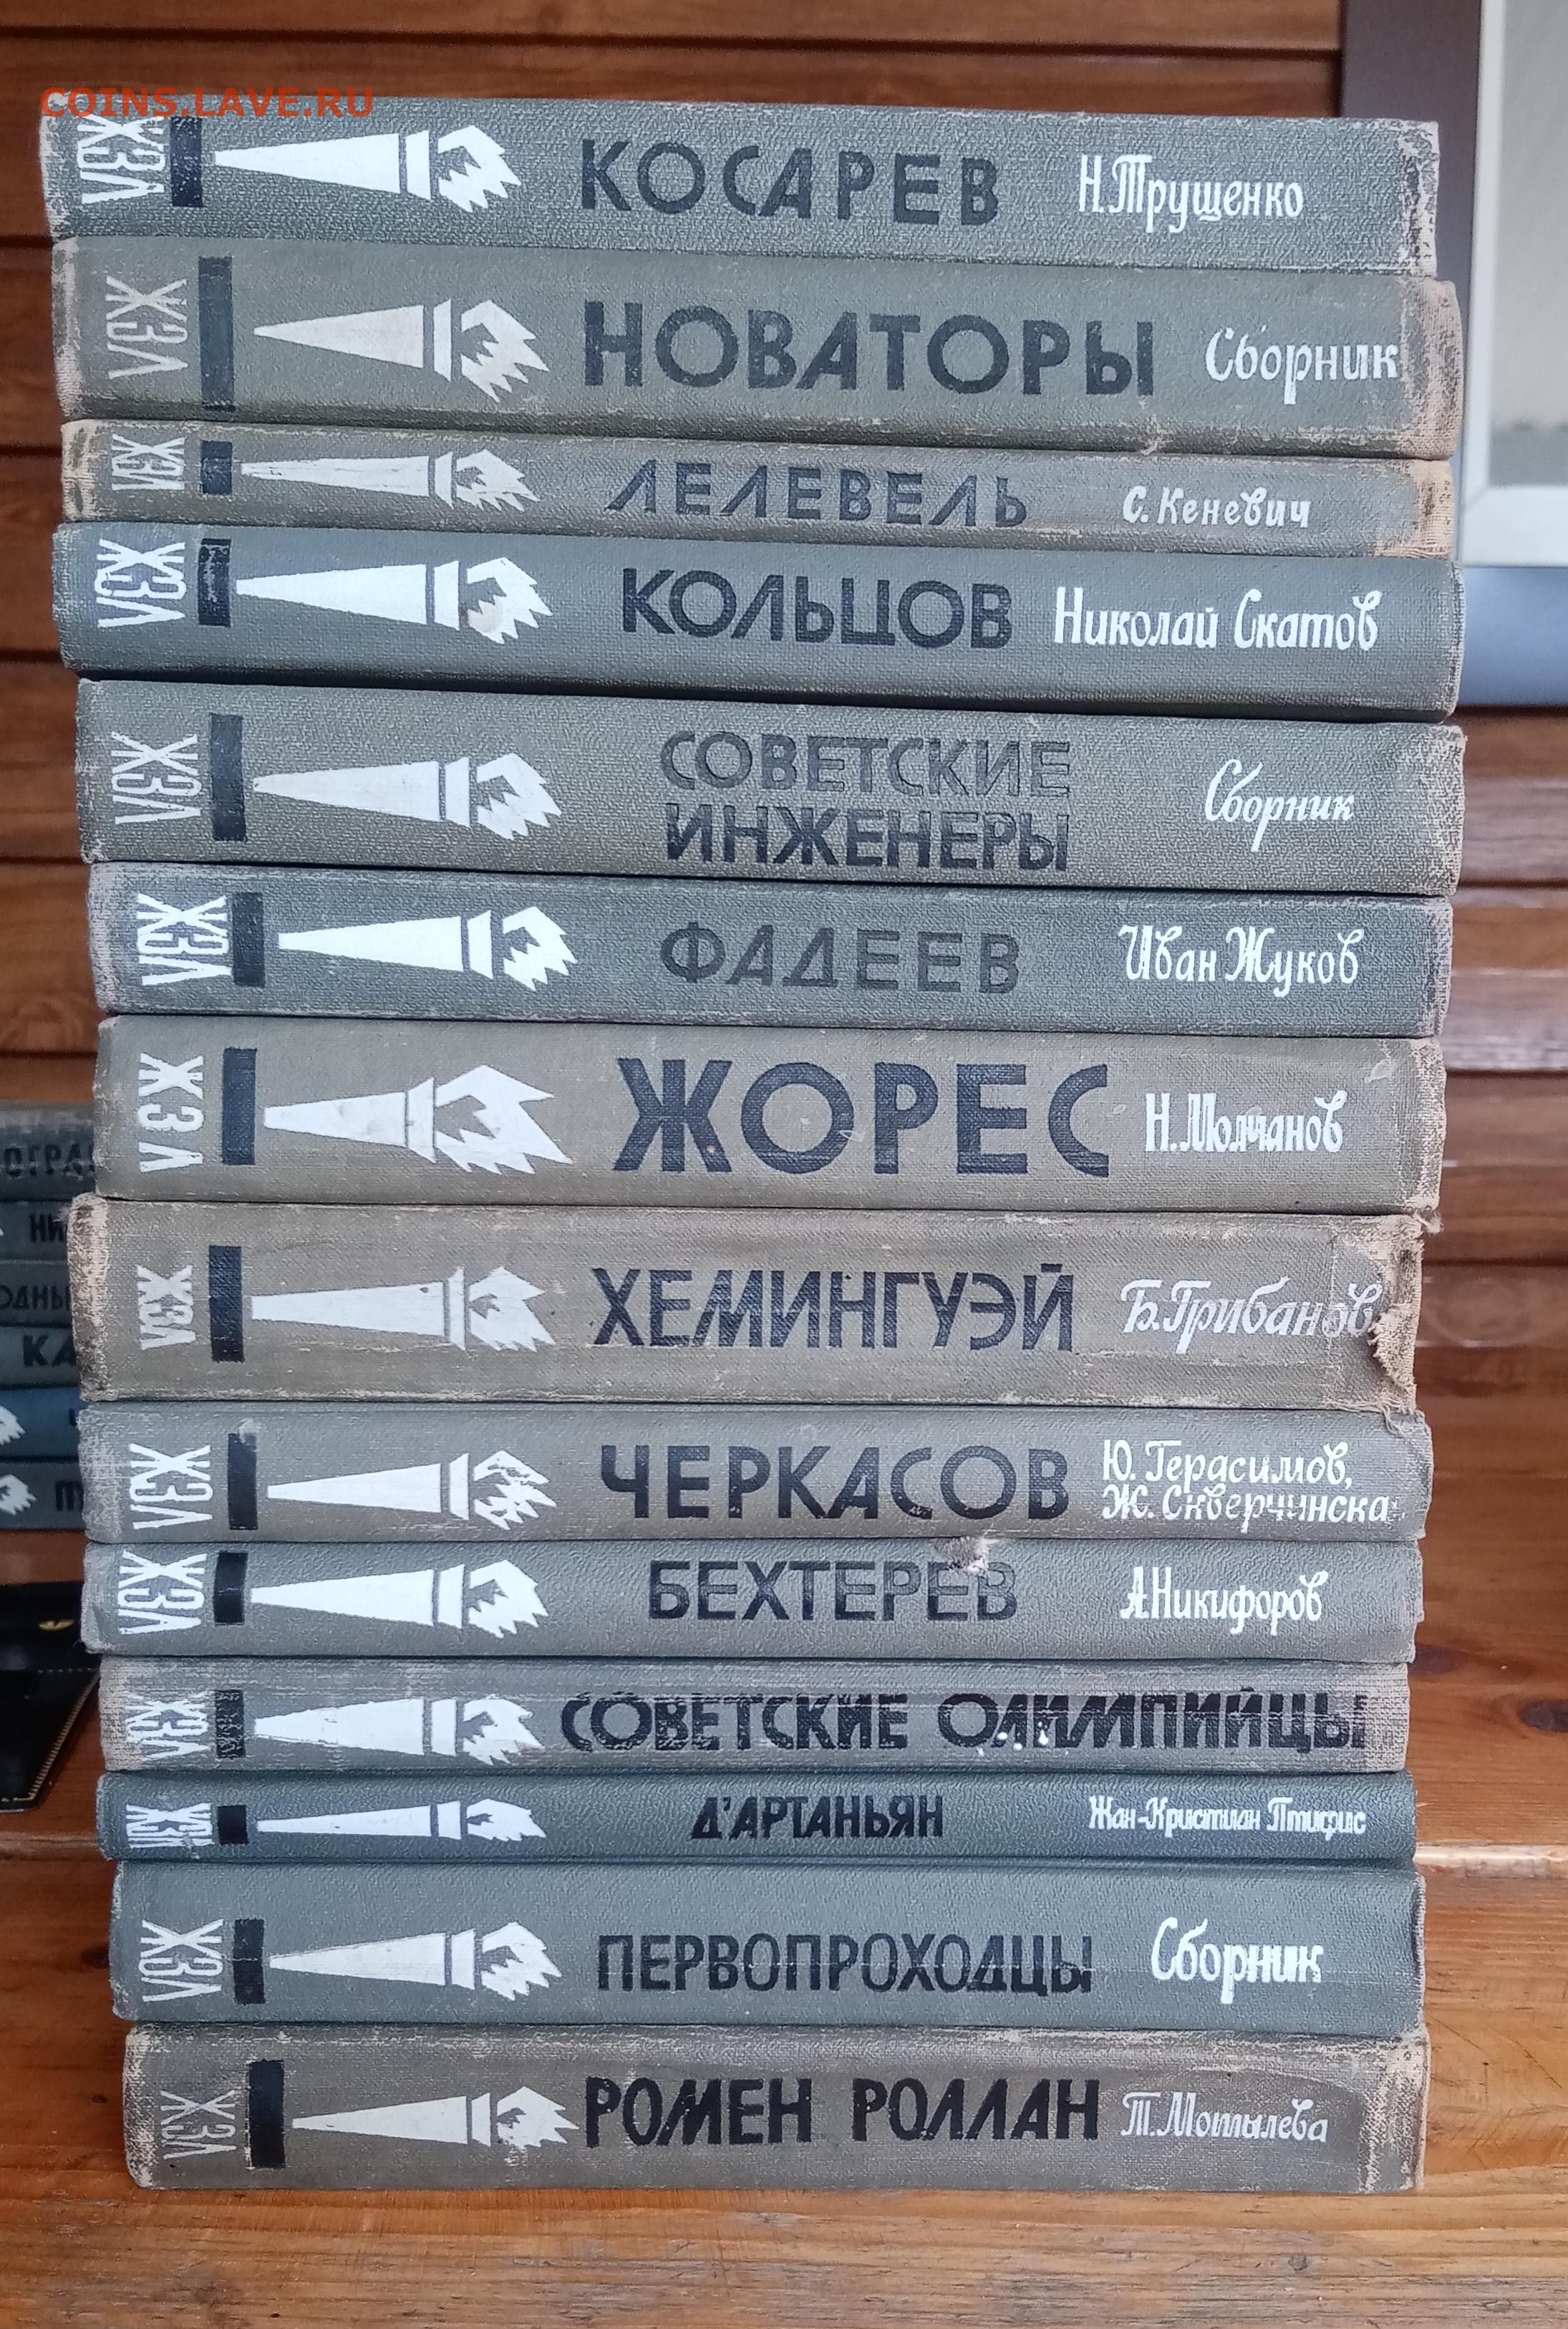 COINS.LAVE.RU
ЖЗЛ КОСАРЕВ Н.Трущенко
ЖЗЛ НОВАТОРЫ Сборник
ЖЗЛ ЛЕЛЕВЕЛЬ С.Кеневич
ЖЗЛ КОЛЬЦОВ Николай Скатов
ЖЗЛ СОВЕТСКИЕ
ИНЖЕНЕРЫ Сборник
ЖЗЛ ФАДЕЕВ Иван Жуков
ЖЗЛ ЖОРЕС Н.Молчанов
ЖЗЛ ХЕМИНГУЭЙ Б.Грибанов
ЖЗЛ ЧЕРКАСОВ Ю.Герасимов,
Ж.Скверчинска
ЖЗЛ БЕХТЕРЕВ А.Никифоров
ЖЗЛ СОВЕТСКИЕ ОЛИМПИЙЦЫ
ЖЗЛ Д'АРТАНЬЯН Жан-Кристиан Птифис
ЖЗЛ ПЕРВОПРОХОДЦЫ Сборник
ЖЗЛ РОМЕН РОЛЛАН Т.Мотылева